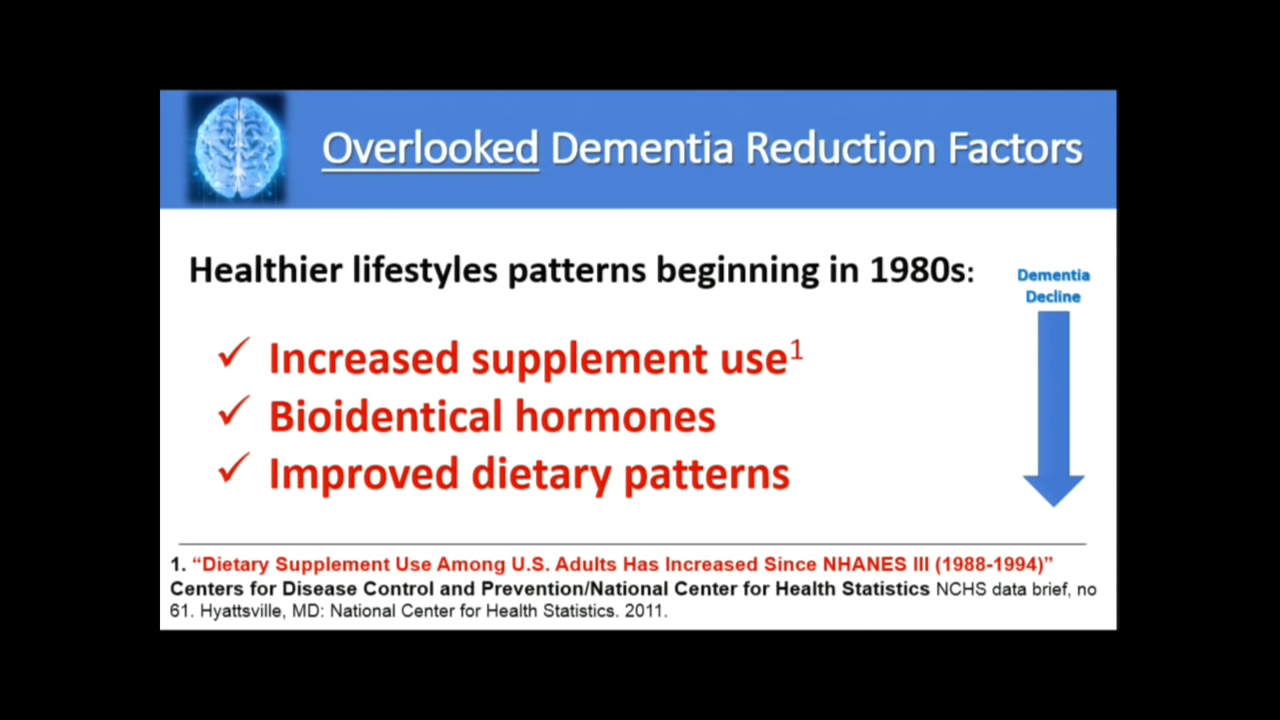 Overlooked Dementia Reduction Factors
Healthier lifestyles patterns beginning in 1980s:
Dementia
Decline
✓ Increased supplement use¹
✓ Bioidentical hormones
✓ Improved dietary patterns
1. “Dietary Supplement Use Among U.S. Adults Has Increased Since NHANES III (1988-1994)”
Centers for Disease Control and Prevention/National Center for Health Statistics NCHS data brief, no
61. Hyattsville, MD: National Center for Health Statistics. 2011.